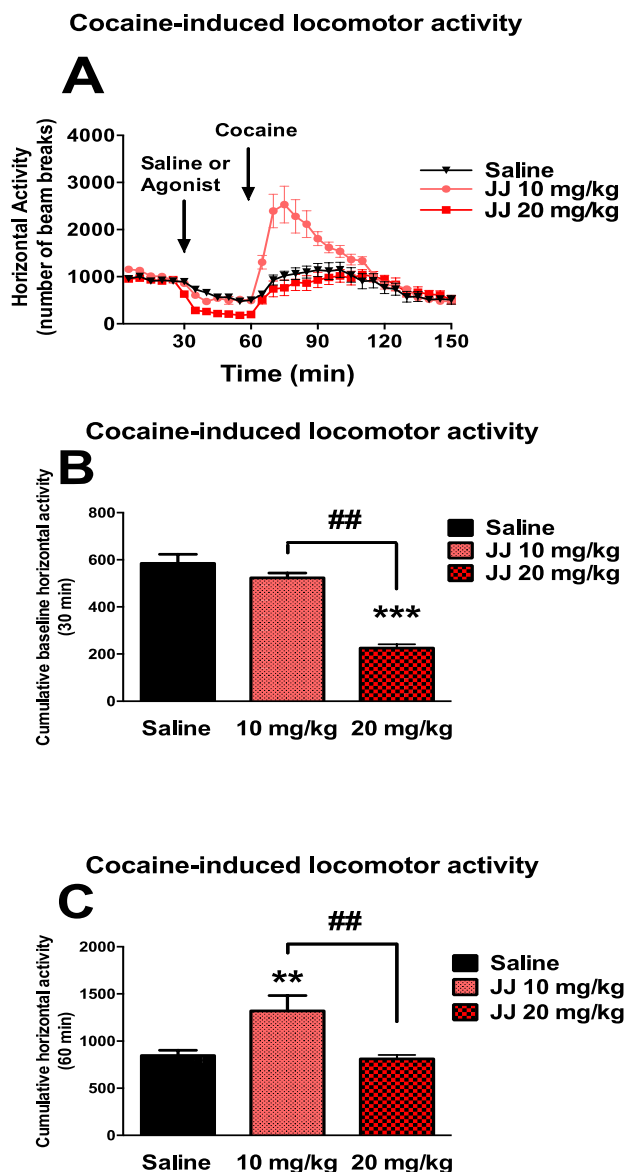 Cocaine-induced locomotor activity
A
Horizontal Activity
(number of beam breaks)
4000
3000
2000
1000
0
Saline or
Agonist
Cocaine
Saline
JJ 10 mg/kg
JJ 20 mg/kg
30
60
90
120
150
Time (min)
Cocaine-induced locomotor activity
B
Cumulative baseline horizontal activity
(30 min)
800
600
400
200
0
##
***
Saline
JJ 10 mg/kg
JJ 20 mg/kg
Saline
10 mg/kg
20 mg/kg
Cocaine-induced locomotor activity
C
Cumulative horizontal activity
(60 min)
2000
1500
1000
500
0
**
##
Saline
JJ 10 mg/kg
JJ 20 mg/kg
Saline
10 mg/kg
20 mg/kg